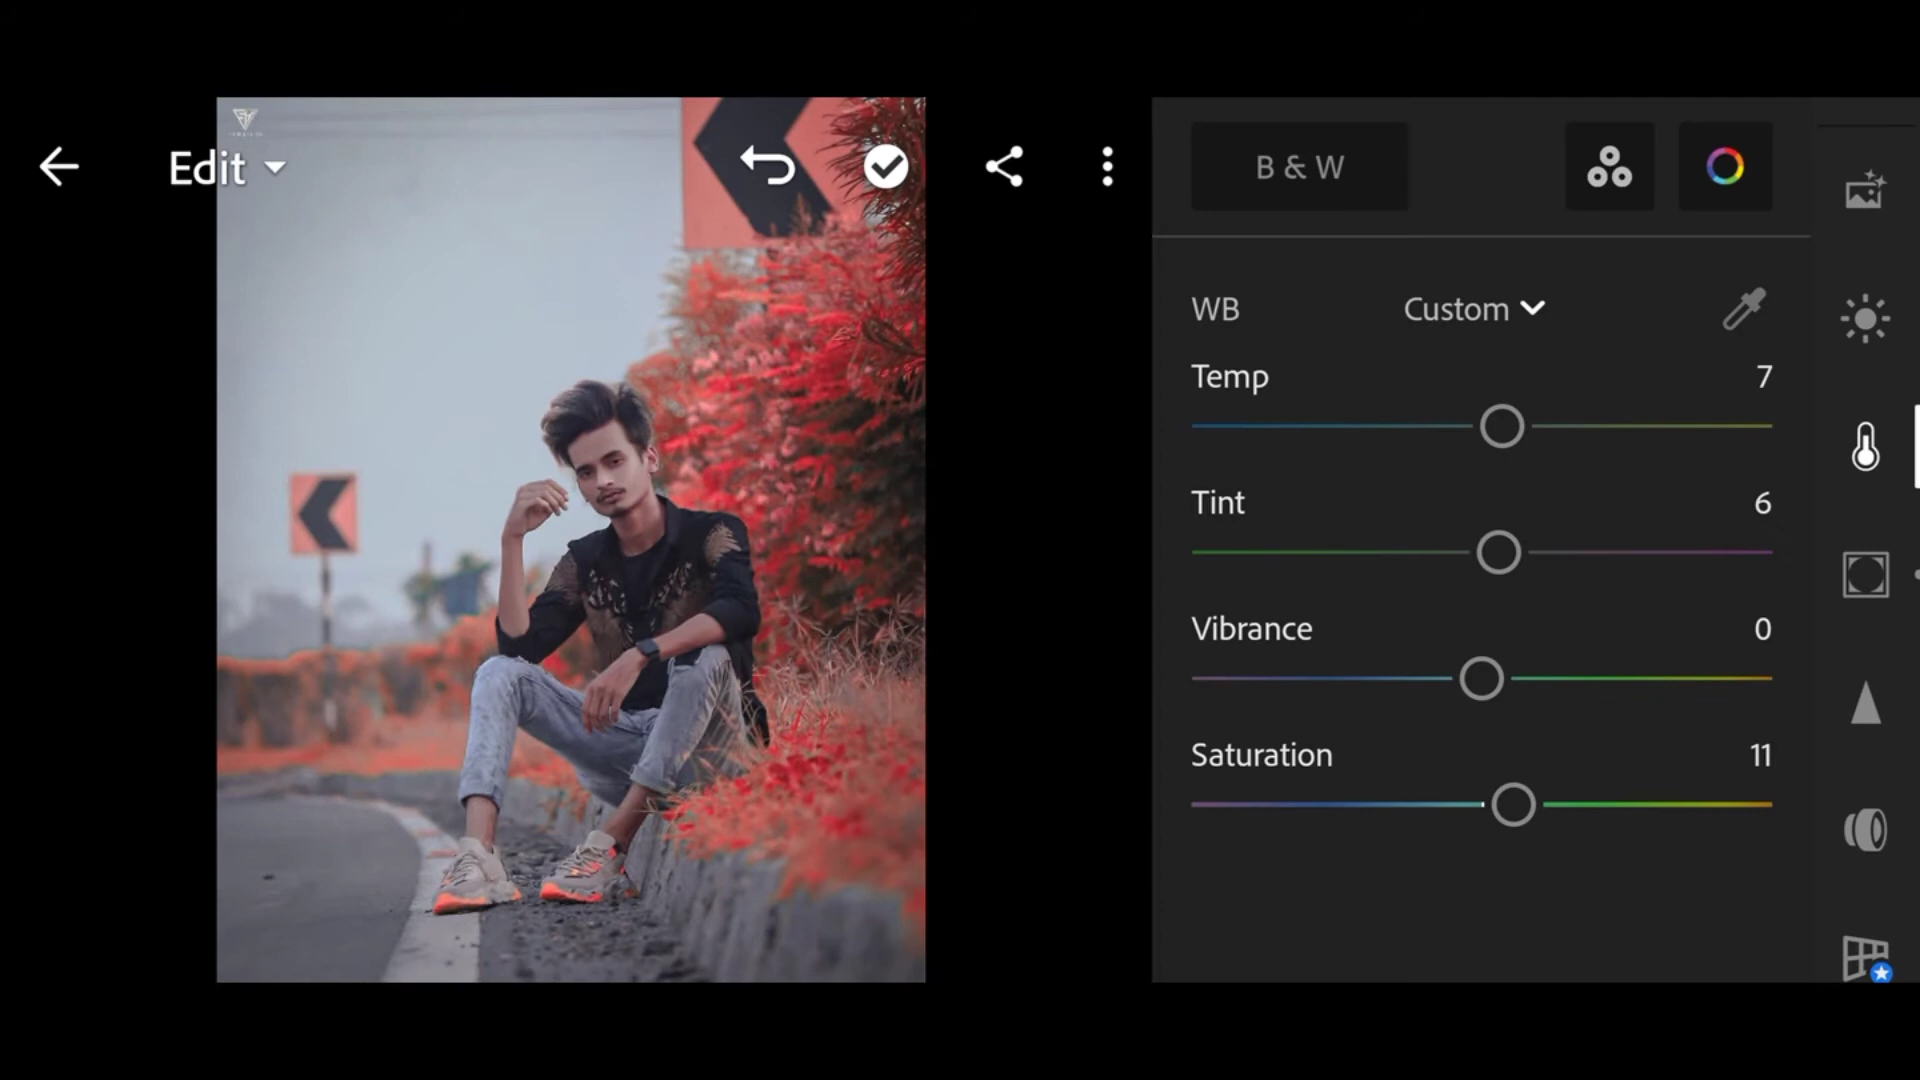 Edit
B & W
WB
Custom
Temp
7
Tint
6
Vibrance
0
Saturation
11